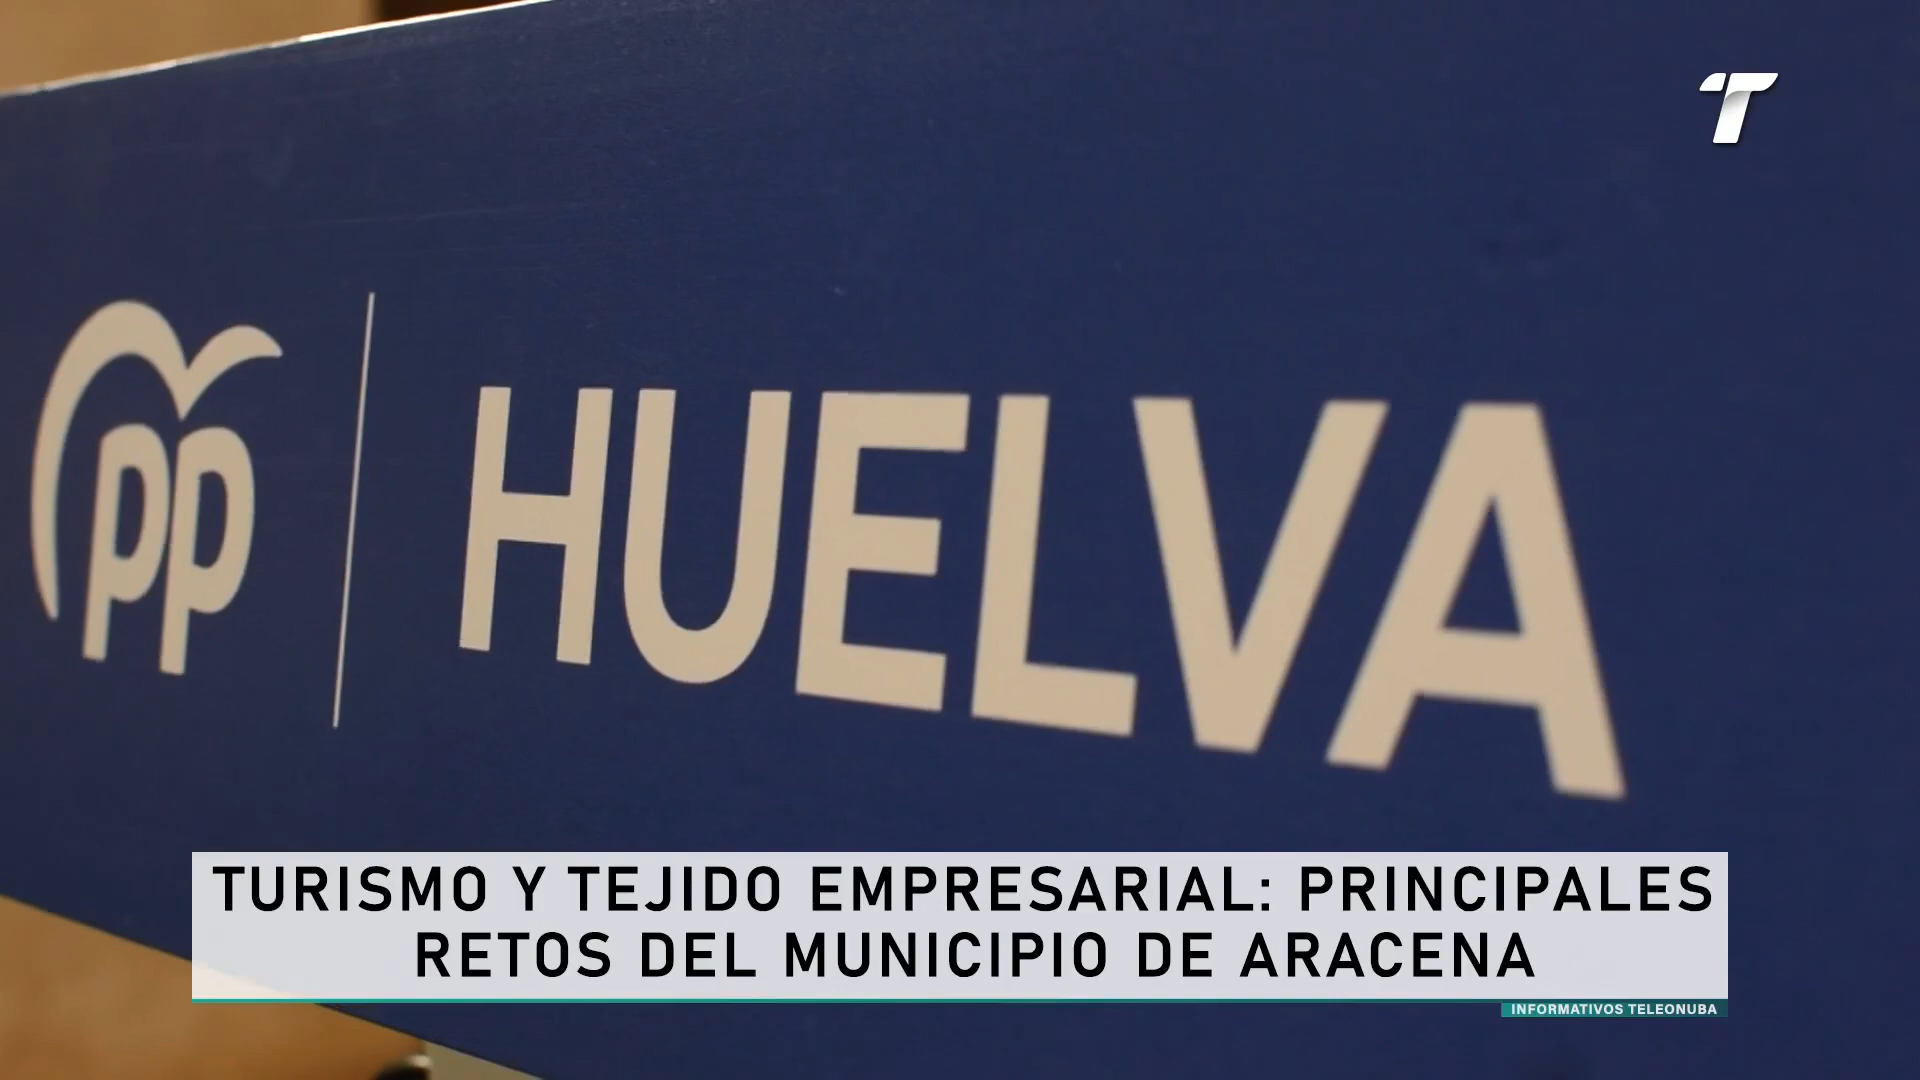 T
pp
HUELVA
TURISMO Y TEJIDO EMPRESARIAL: PRINCIPALES
RETOS DEL MUNICIPIO DE ARACENA
INFORMATIVOS TELEONUBA